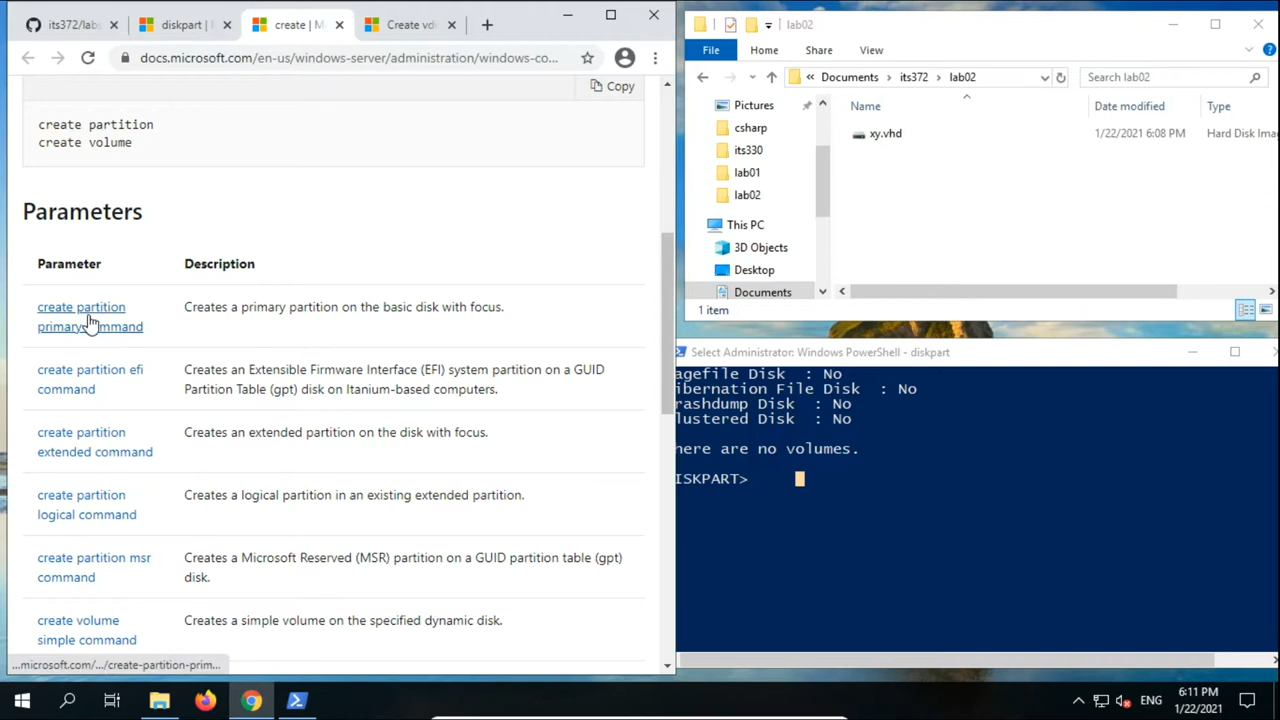 its372/labs
diskpart | 
create | M
Create vdi
docs.microsoft.com/en-us/windows-server/administration/windows-co...
Copy
create partition
create volume
Parameters
Parameter Description
create partition
primary command
Creates a primary partition on the basic disk with focus.
create partition efi
command
Creates an Extensible Firmware Interface (EFI) system partition on a GUID
Partition Table (gpt) disk on Itanium-based computers.
create partition
extended command
Creates an extended partition on the disk with focus.
create partition
logical command
Creates a logical partition in an existing extended partition.
create partition msr
command
Creates a Microsoft Reserved (MSR) partition on a GUID partition table (gpt)
disk.
create volume
simple command
Creates a simple volume on the specified dynamic disk.
...microsoft.com/.../create-partition-prim...
lab02
File Home Share View
« Documents > its372 > lab02
Search lab02
Pictures
csharp
its330
lab01
lab02
This PC
3D Objects
Desktop
Documents
Name Date modified Type
xy.vhd 1/22/2021 6:08 PM Hard Disk Ima
1 item
Select Administrator: Windows PowerShell - diskpart
agefile Disk : No
ibernation File Disk : No
rashdump Disk : No
lustered Disk : No
here are no volumes.
ISKPART>
ENG
6:11 PM
1/22/2021